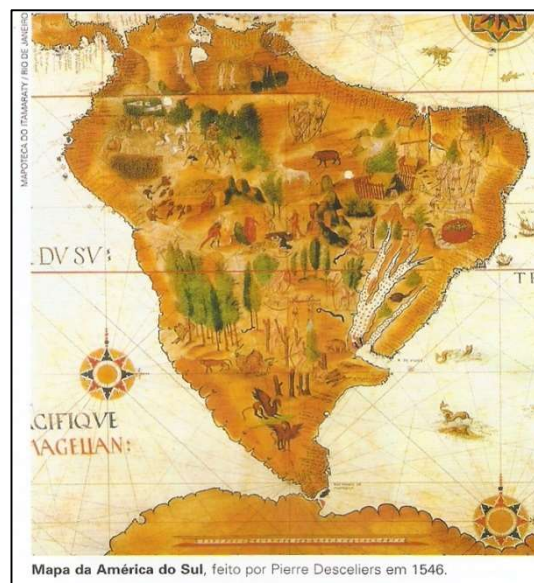 MAPOTECA DO ITAMARATY / RIO DE JANEIRO
. DV SV:
CIFIQVE
MAGELLAN:
Mapa da América do Sul, feito por Pierre Desceliers em 1546.